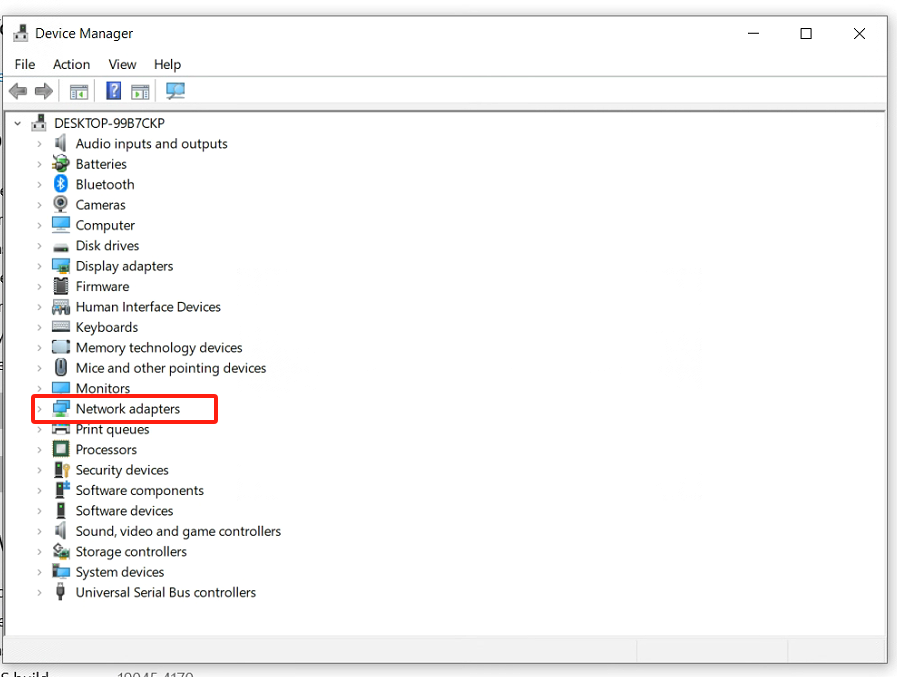 Device Manager
File Action View Help
DESKTOP-99B7CKP
Audio inputs and outputs
Batteries
Bluetooth
Cameras
Computer
Disk drives
Display adapters
Firmware
Human Interface Devices
Keyboards
Memory technology devices
Mice and other pointing devices
Monitors
Network adapters
Print queues
Processors
Security devices
Software components
Software devices
Sound, video and game controllers
Storage controllers
System devices
Universal Serial Bus controllers